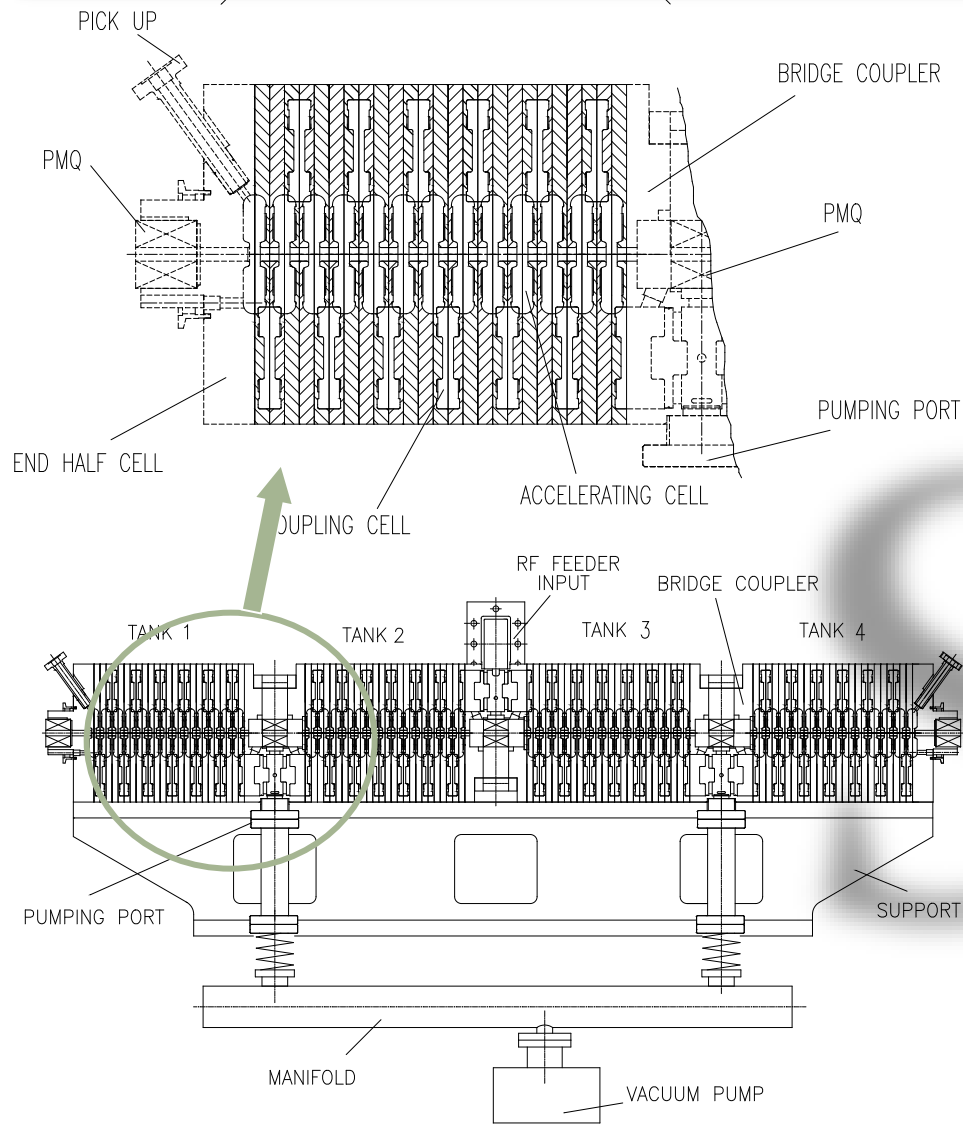 PICK UP
BRIDGE COUPLER
PMQ
PMQ
PUMPING PORT
END HALF CELL
ACCELERATING CELL
OUPLING CELL
RF FEEDER
INPUT
BRIDGE COUPLER
TANK 1
TANK 2
TANK 3
TANK 4
PUMPING PORT
SUPPORT
MANIFOLD
VACUUM PUMP